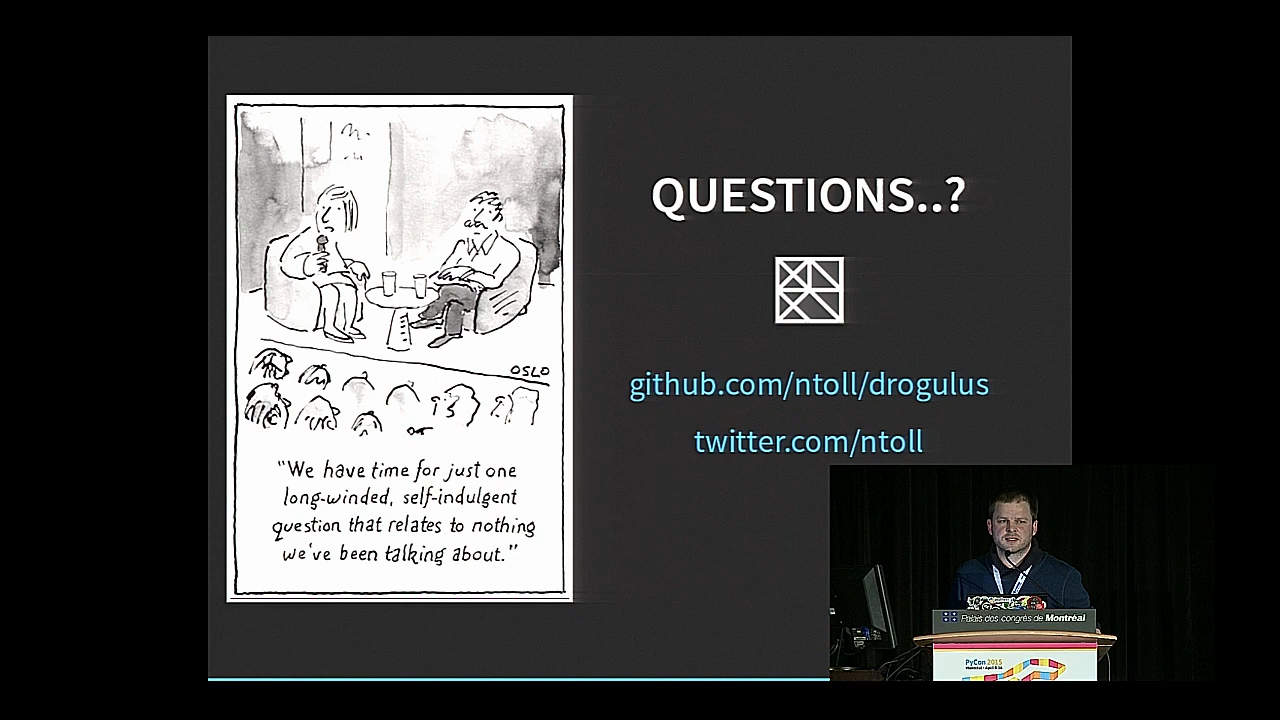 OSLO
"We have time for just one
long-winded, self-indulgent
question that relates to nothing
we've been talking about."
QUESTIONS..?
github.com/ntoll/drogulus
twitter.com/ntoll
Palais des congrès de Montréal
PyCon 2015